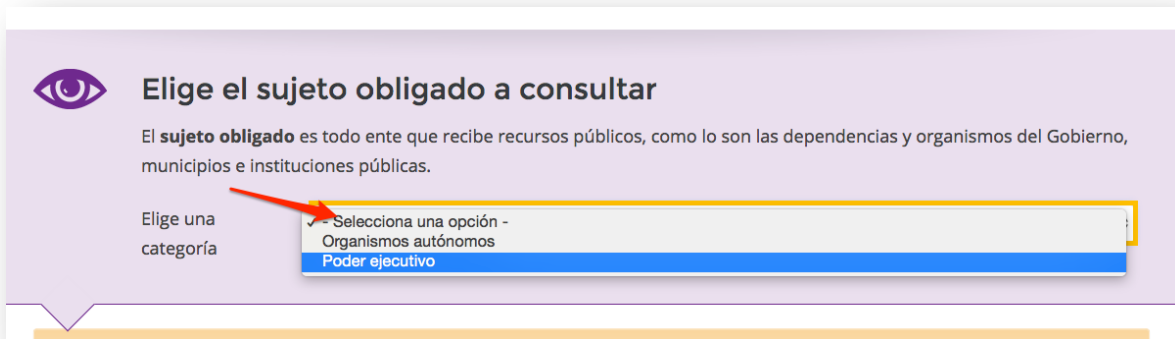 Elige el sujeto obligado a consultar
El sujeto obligado es todo ente que recibe recursos públicos, como lo son las dependencias y organismos del Gobierno,
municipios e instituciones públicas.
Elige una
categoría
✓ - Selecciona una opción -
Organismos autónomos
Poder ejecutivo